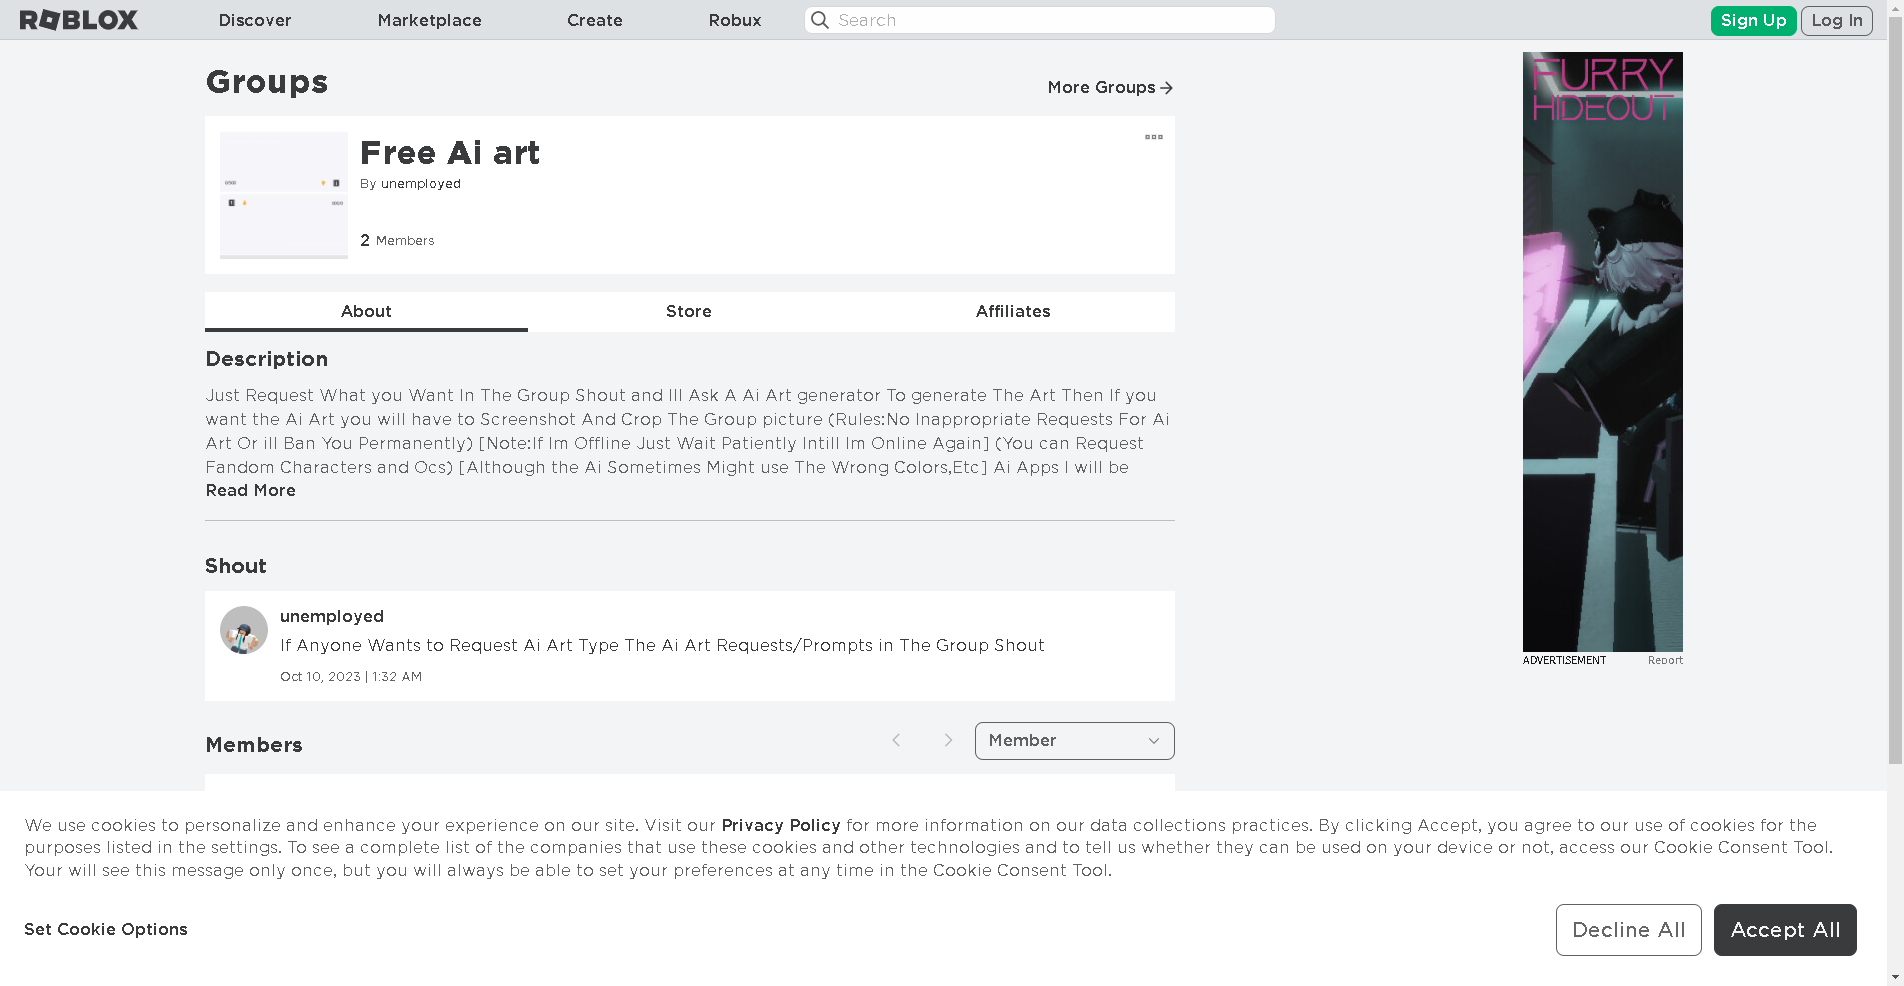 ROBLOX Discover Marketplace Create Robux Search Sign Up Log In
Groups
More Groups
Free Ai art
By unemployed
2 Members
About Store Affiliates
Description
Just Request What you Want In The Group Shout and Ill Ask A Ai Art generator To generate The Art Then If you
want the Ai Art you will have to Screenshot And Crop The Group picture (Rules:No Inappropriate Requests For Ai
Art Or ill Ban You Permanently) [Note:If Im Offline Just Wait Patiently Intill Im Online Again] (You can Request
Fandom Characters and Ocs) [Although the Ai Sometimes Might use The Wrong Colors,Etc] Ai Apps I will be
Read More
Shout
unemployed
If Anyone Wants to Request Ai Art Type The Ai Art Requests/Prompts in The Group Shout
Oct 10, 2023 | 1:32 AM
Members
Member
FURRY
HIDEOUT
ADVERTISEMENT Report
We use cookies to personalize and enhance your experience on our site. Visit our Privacy Policy for more information on our data collections practices. By clicking Accept, you agree to our use of cookies for the
purposes listed in the settings. To see a complete list of the companies that use these cookies and other technologies and to tell us whether they can be used on your device or not, access our Cookie Consent Tool.
Your will see this message only once, but you will always be able to set your preferences at any time in the Cookie Consent Tool.
Set Cookie Options
Decline All Accept All